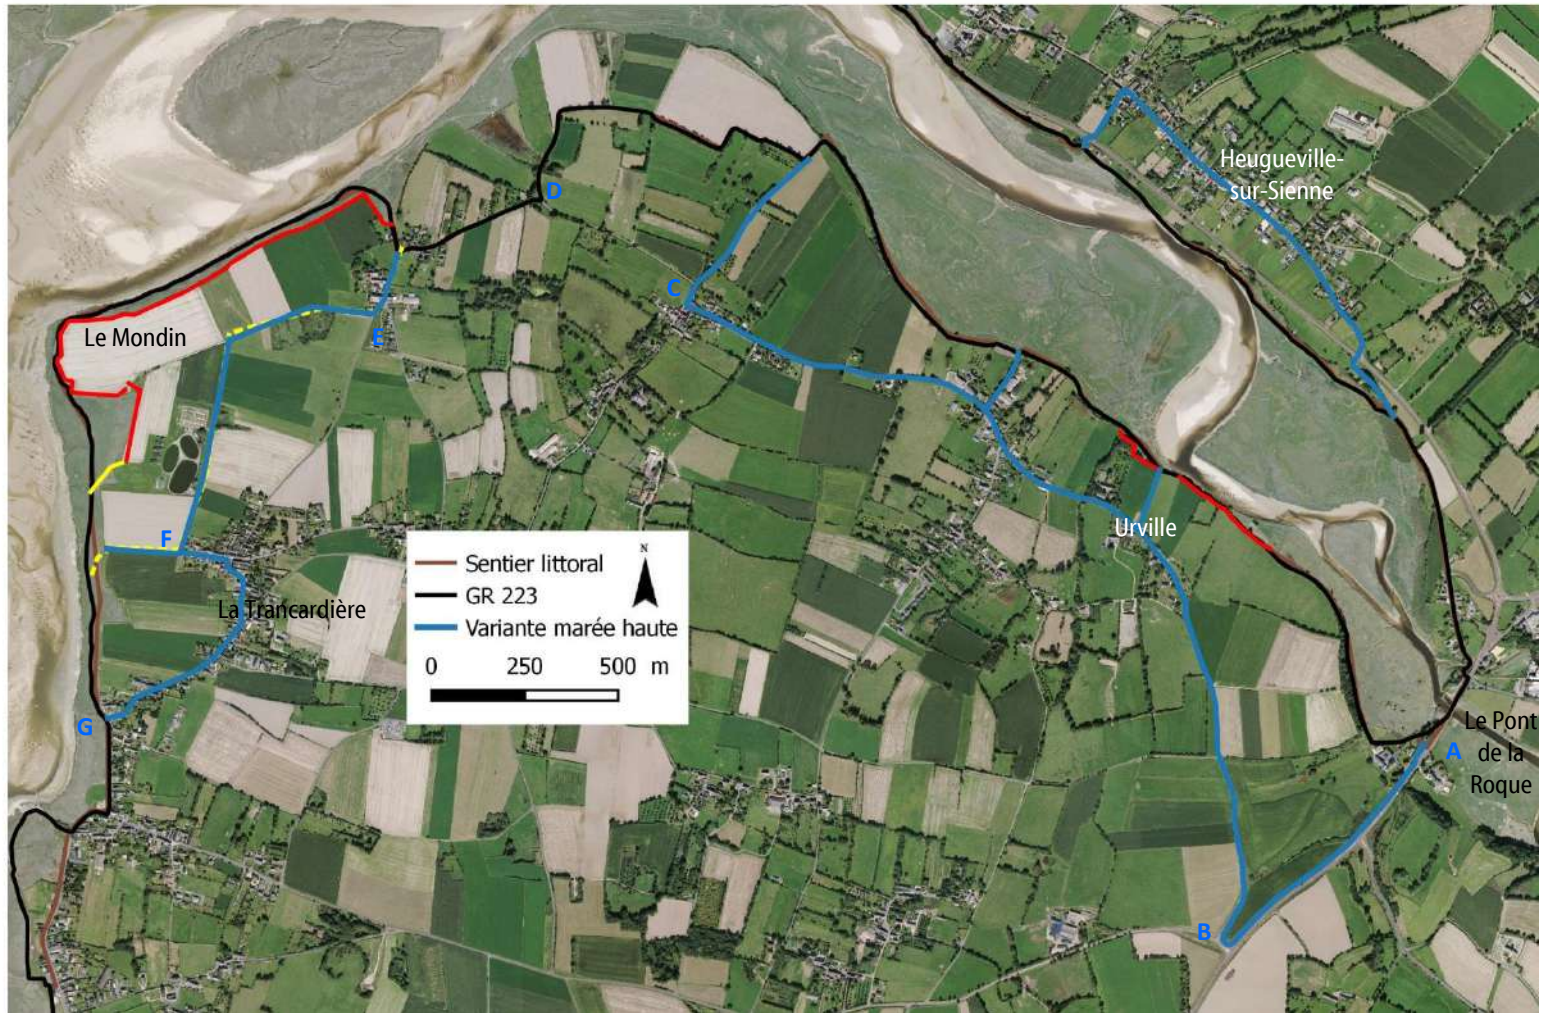 Heugueville-
sur-Sienne
D
C
Le Mondin
E
Urville
F
La Trancardière
N
Sentier littoral
GR 223
Variante marée haute
0 250 500 m
G
A
Le Pont
de la
Roque
B